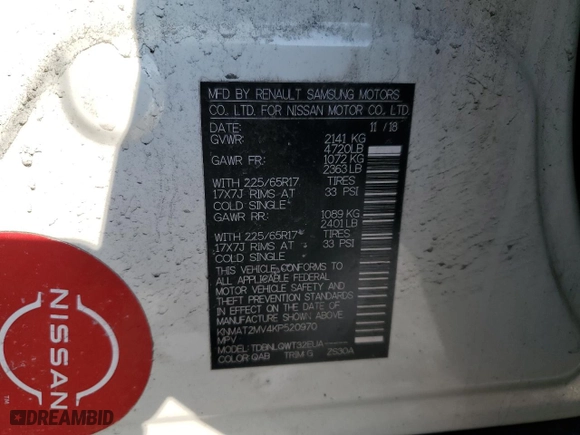 MFD BY RENAULT SAMSUNG MOTORS
CO. LTD. FOR NISSAN MOTOR CO., LTD.
DATE: 11 / 18
GVWR: 2141 KG
4720LB
GAWR FR: 1072 KG
2363 LB
WITH 225/65R17 TIRES
17X7J RIMS AT 33 PSI
COLD SINGLE
GAWR RR: 1089 KG
2401 LB
WITH 225/65R17 TIRES
17X7J RIMS AT 33 PSI
COLD SINGLE
THIS VEHICLE CONFORMS TO
ALL APPLICABLE FEDERAL
MOTOR VEHICLE SAFETY AND
THEFT PREVENTION STANDARDS
IN EFFECT ON THE DATE OF
MANUFACTURE SHOWN ABOVE
KNMAT2MV4KP520970
MPV
MODEL: TDBNLQWT32EUA-----
COLOR: QAB TRIM: G ZS30A
NISSAN
TM
DREAMBID